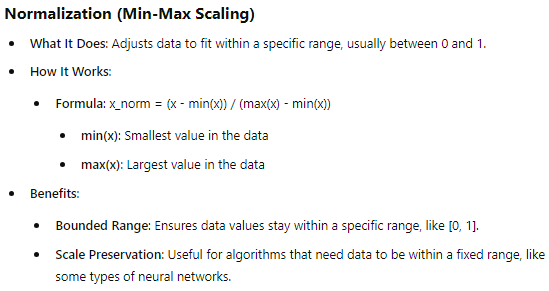 Normalization (Min-Max Scaling)
• What It Does: Adjusts data to fit within a specific range, usually between 0 and 1.
• How It Works:
• Formula: x_norm = (x - min(x)) / (max(x) - min(x))
• min(x): Smallest value in the data
• max(x): Largest value in the data
• Benefits:
• Bounded Range: Ensures data values stay within a specific range, like [0, 1].
• Scale Preservation: Useful for algorithms that need data to be within a fixed range, like
some types of neural networks.